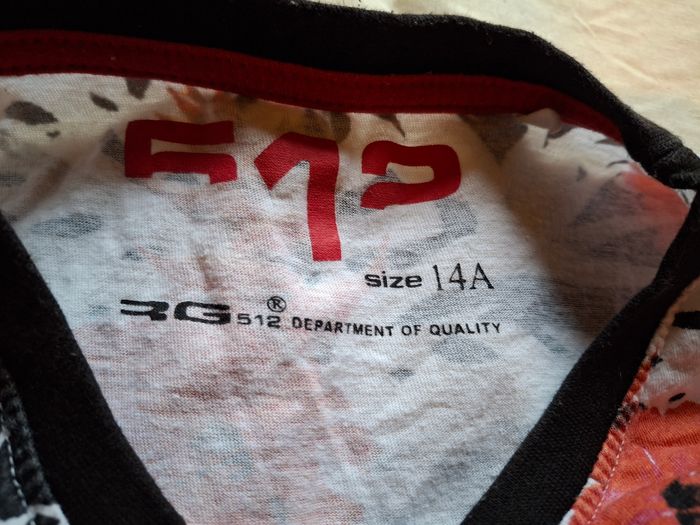 512
size 14A
RG512® DEPARTMENT OF QUALITY